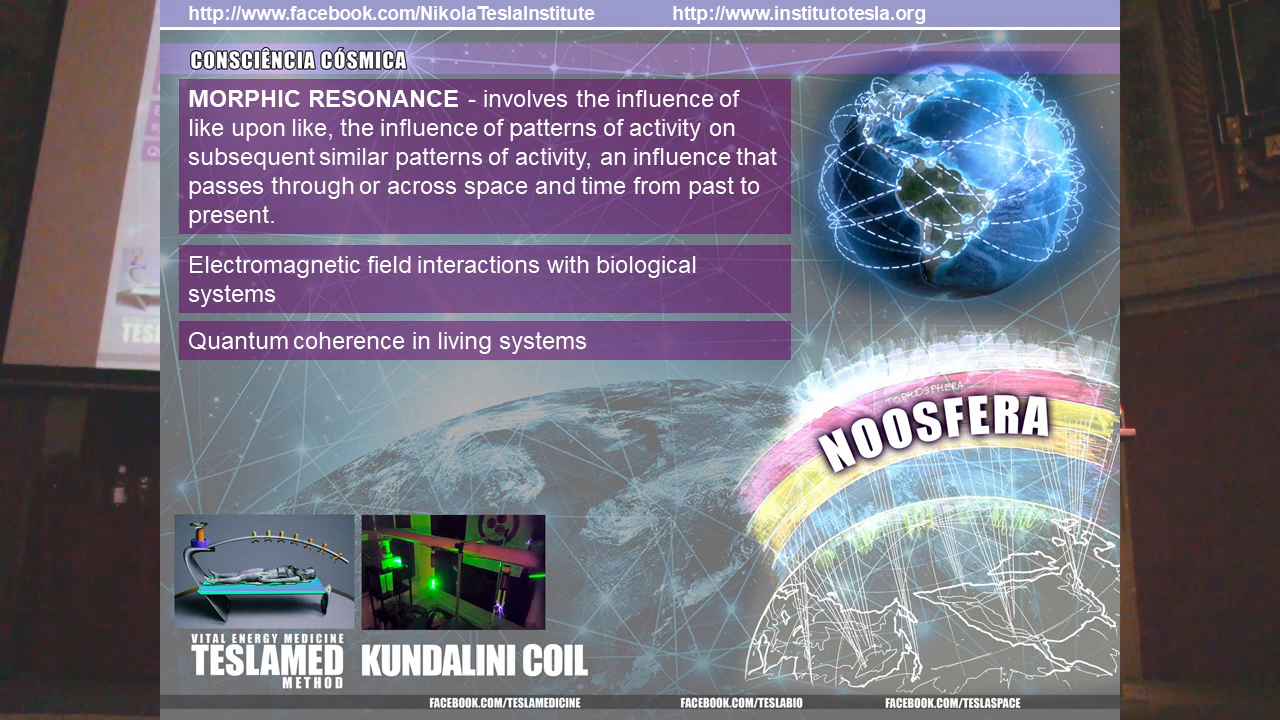 http://www.facebook.com/NikolaTeslaInstitute http://www.institutotesla.org
CONSCIÊNCIA CÓSMICA
MORPHIC RESONANCE - involves the influence of
like upon like, the influence of patterns of activity on
subsequent similar patterns of activity, an influence that
passes through or across space and time from past to
present.
Electromagnetic field interactions with biological
systems
Quantum coherence in living systems
NOOSFERA
VITAL ENERGY MEDICINE
TESLAMED
METHOD
KUNDALINI COIL
FACEBOOK.COM/TESLAMEDICINE FACEBOOK.COM/TESLABIO FACEBOOK.COM/TESLASPACE